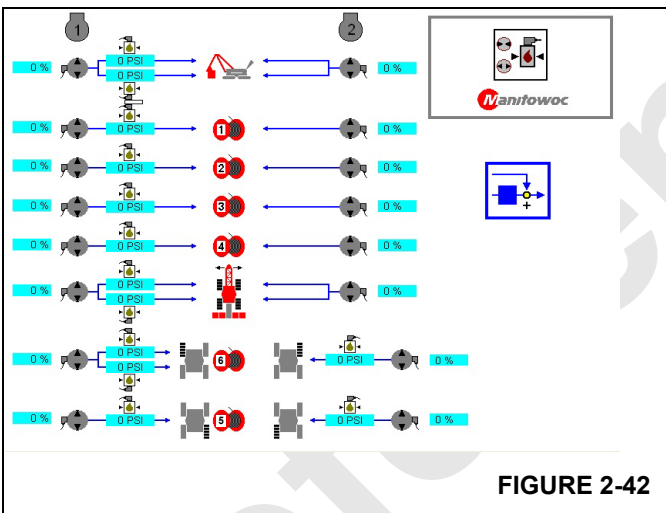 1 2
0 PSI
0 % 0 %
0 PSI
Manitowoc
0 % 0 PSI 1 0 %
0 % 0 PSI 2 0 %
0 % 0 PSI 3 0 %
0 % 0 PSI 4 0 %
0 PSI
0 % 0 %
0 PSI
0 PSI
0 % 6 0 PSI 0 %
0 PSI
0 % 0 PSI 5 0 PSI 0 %
FIGURE 2-42